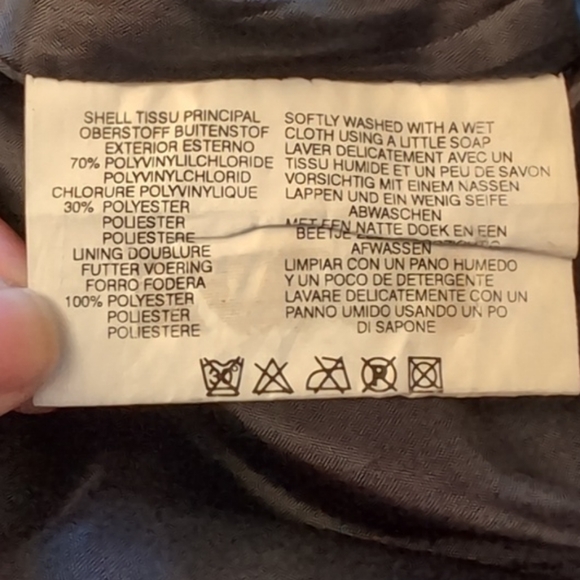 SHELL TISSU PRINCIPAL
OBERSTOFF BUITENSTOF
EXTERIOR ESTERNO
70% POLYVINYLILCHLORIDE
POLYVINYLCHLORID
CHLORURE POLYVINYLIQUE
30% POLYESTER
POLIESTER
POLIESTERE
LINING DOUBLURE
FUTTER VOERING
FORRO FODERA
100% POLYESTER
POLIESTER
POLIESTERE
SOFTLY WASHED WITH A WET
CLOTH USING A LITTLE SOAP
LAVER DELICATEMENT AVEC UN
TISSU HUMIDE ET UN PEU DE SAVON
VORSICHTIG MIT EINEM NASSEN
LAPPEN UND EIN WENIG SEIFE
ABWASCHEN
MET EEN NATTE DOEK EN EEN
BEETJE
AFWASSEN
LIMPIAR CON UN PANO HUMEDO
Y UN POCO DE DETERGENTE
LAVARE DELICATEMENTE CON UN
PANNO UMIDO USANDO UN PO
DI SAPONE
30°
P